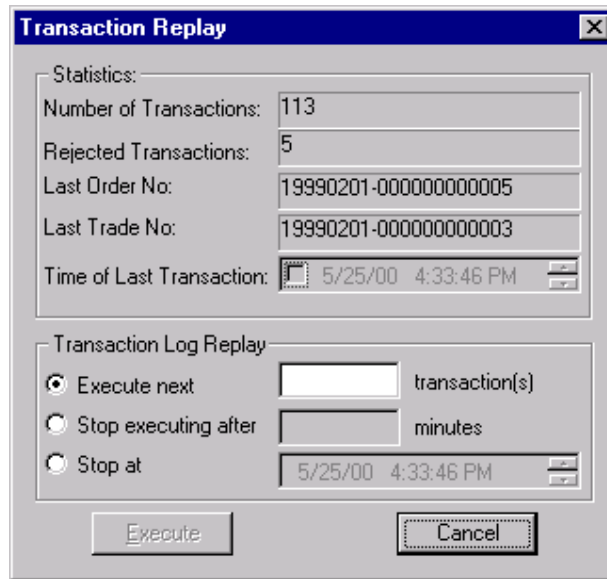 Transaction Replay
Statistics:
Number of Transactions: 113
Rejected Transactions: 5
Last Order No: 19990201-000000000005
Last Trade No: 19990201-000000000003
Time of Last Transaction: 5/25/00 4:33:46 PM
Transaction Log Replay
Execute next transaction(s)
Stop executing after minutes
Stop at 5/25/00 4:33:46 PM
Execute Cancel